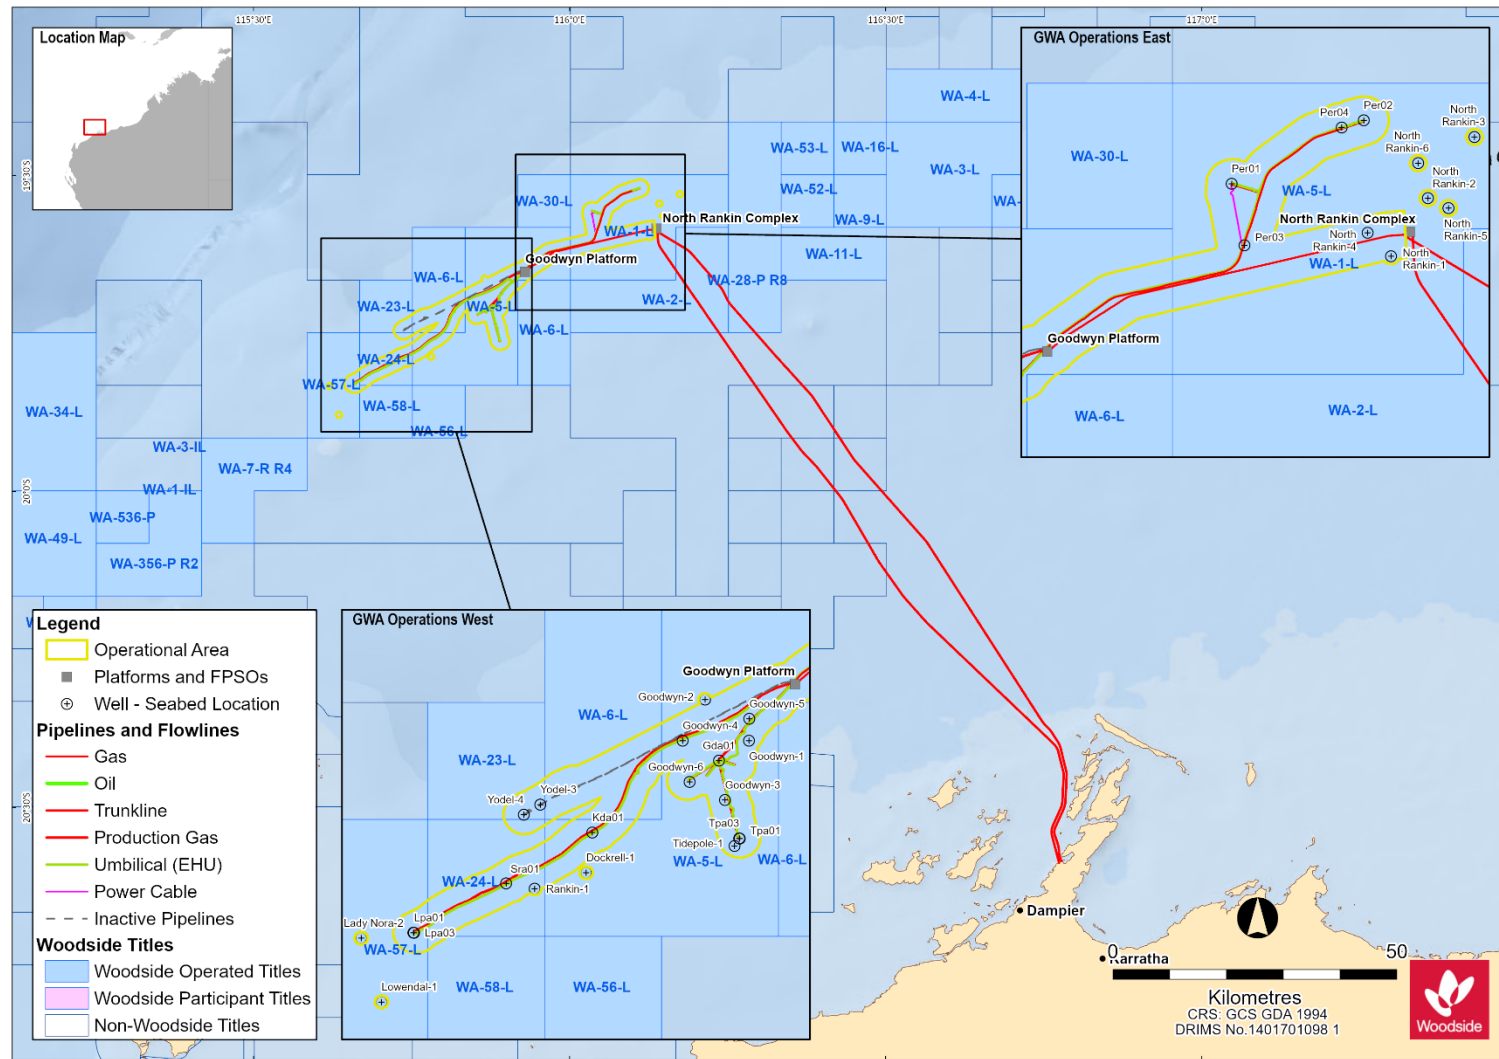 115°30'E
116°0'E
116°30'E
117°0'E
19°30'S
20°0'S
20°30'S
Location Map
WA-4-L
WA-53-L
WA-16-L
WA-3-L
WA-52-L
WA-9-L
WA-
WA-11-L
WA-28-P R8
WA-30-L
WA-1-L
North Rankin Complex
Goodwyn Platform
WA-6-L
WA-23-L
WA-5-L
WA-2-L
WA-6-L
WA-24-L
WA-57-L
WA-58-L
WA-56-L
WA-34-L
WA-3-IL
WA-7-R R4
WA-1-IL
WA-536-P
WA-49-L
WA-356-P R2
GWA Operations East
WA-30-L
Per04
Per02
North
Rankin-3
North
Rankin-6
Per01
North
Rankin-2
WA-5-L
North Rankin Complex
North
Rankin-5
Per03
North
Rankin-4
North
Rankin-1
WA-1-L
Goodwyn Platform
WA-6-L
WA-2-L
Legend
Operational Area
Platforms and FPSOs
Well - Seabed Location
Pipelines and Flowlines
Gas
Oil
Trunkline
Production Gas
Umbilical (EHU)
Power Cable
Inactive Pipelines
Woodside Titles
Woodside Operated Titles
Woodside Participant Titles
Non-Woodside Titles
GWA Operations West
Goodwyn Platform
Goodwyn-2
Goodwyn-5
WA-6-L
Goodwyn-4
Gda01
Goodwyn-1
WA-23-L
Goodwyn-6
Goodwyn-3
Yodel-3
Yodel-4
Kda01
Tpa03
Tpa01
Tidepole-1
Dockrell-1
WA-5-L
WA-6-L
Sra01
WA-24-L
Rankin-1
Lpa01
Lady Nora-2
Lpa03
WA-57-L
Lowendal-1
WA-58-L
WA-56-L
Dampier
Karratha
0
50
Kilometres
CRS: GCS GDA 1994
DRIMS No.1401701098 1
Woodside